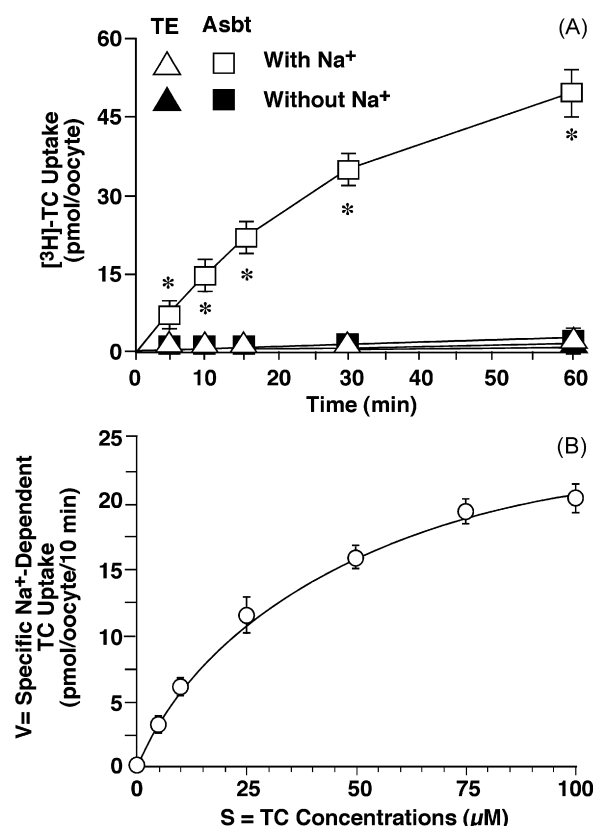 (A)
TE Asbt
With Na+
Without Na+
[3H]-TC Uptake
(pmol/oocyte)
60
45
30
15
0
*
*
*
*
*
0 5 10 20 30 40 50 60
Time (min)
(B)
V= Specific Na+-Dependent
TC Uptake
(pmol/oocyte/10 min)
25
20
15
10
5
0
0 25 50 75 100
S = TC Concentrations (µM)